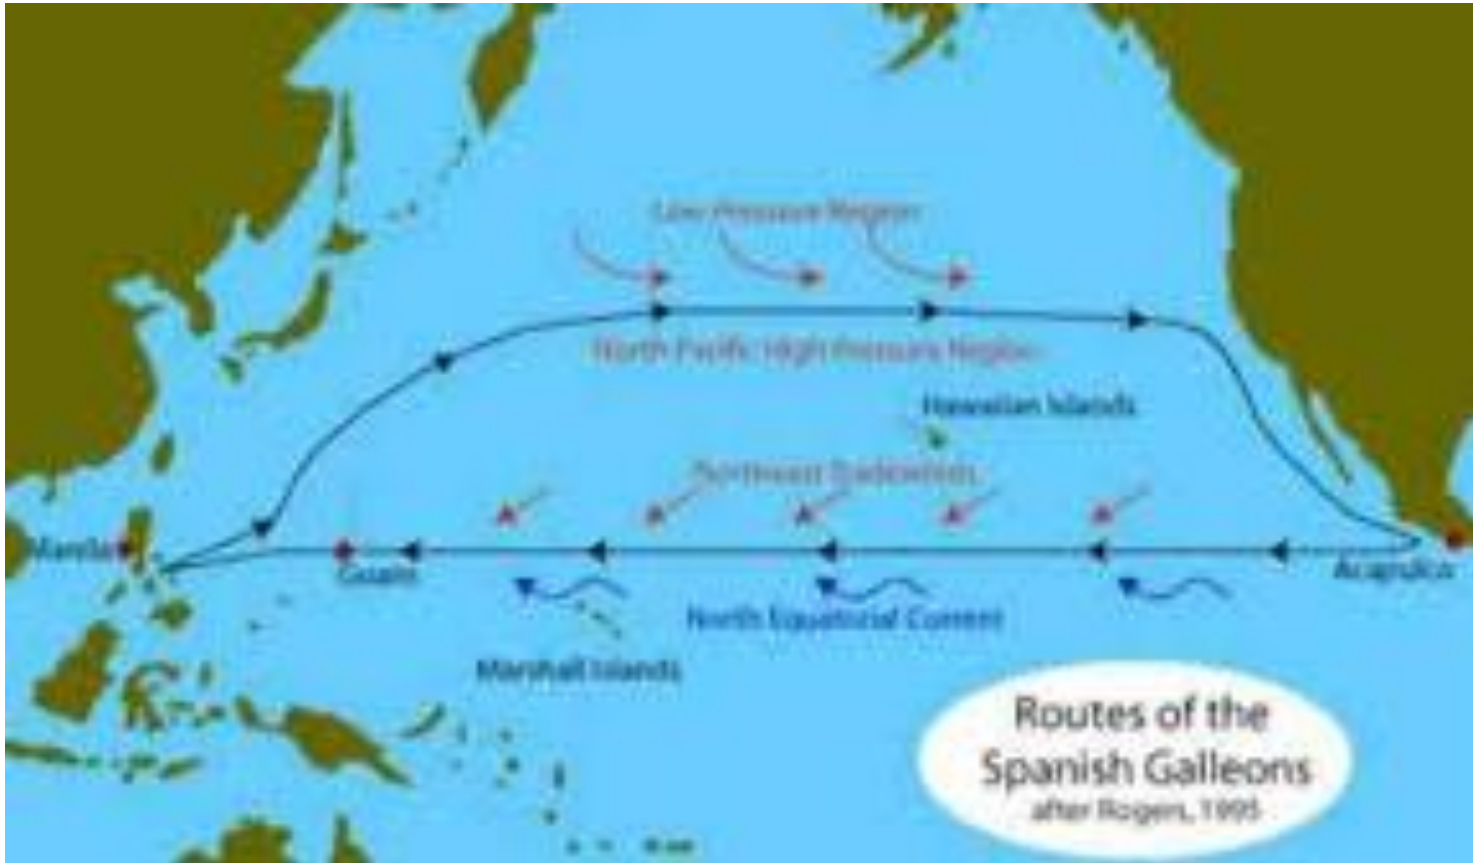 Low Pressure Region
North Pacific High Pressure Region
Hawaiian Islands
Northeast Tradewinds
Manila
Guam
Acapulco
North Equatorial Current
Marshall Islands
Routes of the
Spanish Galleons
after Rogers, 1995